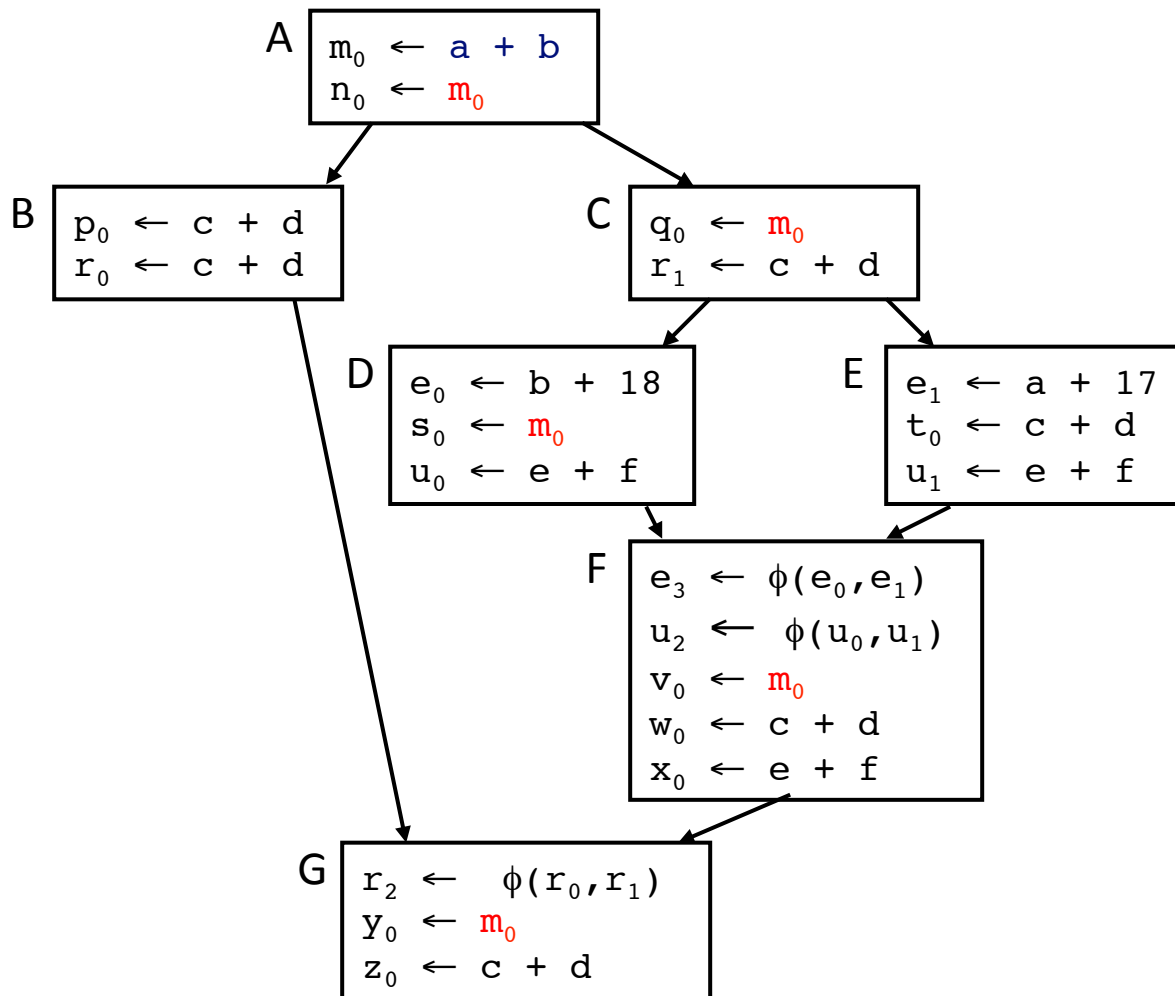 A
m₀ ← a + b
n₀ ← m₀
B
p₀ ← c + d
r₀ ← c + d
C
q₀ ← m₀
r₁ ← c + d
D
e₀ ← b + 18
s₀ ← m₀
u₀ ← e + f
E
e₁ ← a + 17
t₀ ← c + d
u₁ ← e + f
F
e₃ ← ϕ(e₀,e₁)
u₂ ← ϕ(u₀,u₁)
v₀ ← m₀
w₀ ← c + d
x₀ ← e + f
G
r₂ ← ϕ(r₀,r₁)
y₀ ← m₀
z₀ ← c + d